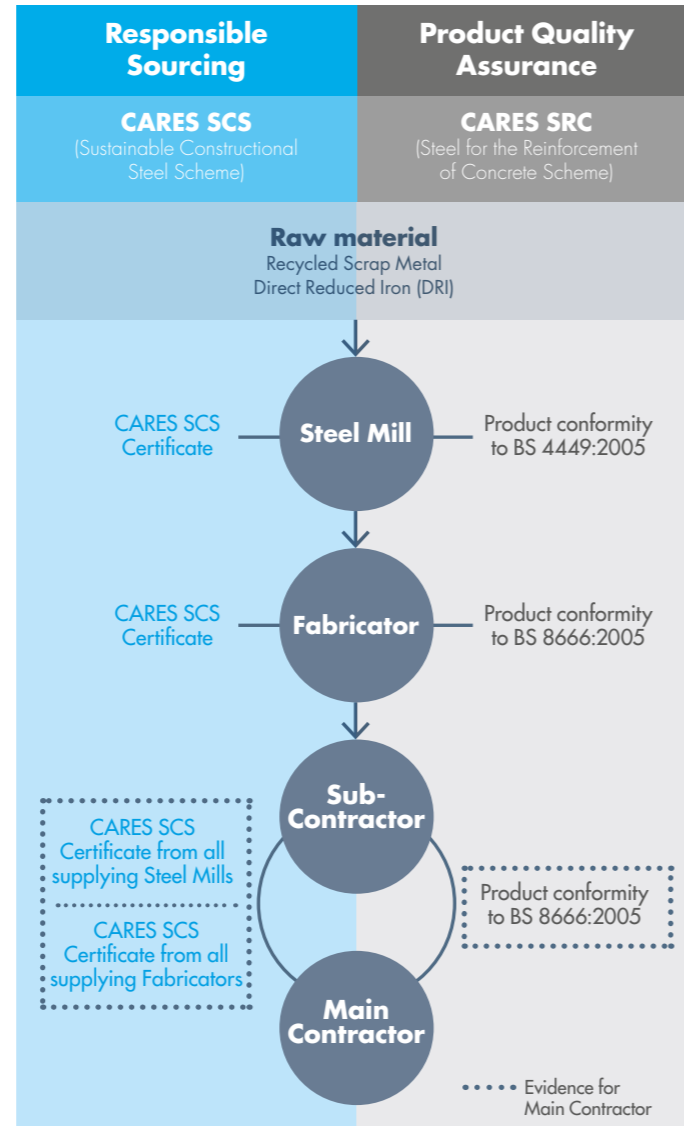 Responsible
Sourcing
Product Quality
Assurance
CARES SCS
(Sustainable Constructional
Steel Scheme)
CARES SRC
(Steel for the Reinforcement
of Concrete Scheme)
Raw material
Recycled Scrap Metal
Direct Reduced Iron (DRI)
CARES SCS
Certificate
Steel Mill
Product conformity
to BS 4449:2005
CARES SCS
Certificate
Fabricator
Product conformity
to BS 8666:2005
Sub-
Contractor
CARES SCS
Certificate from all
supplying Steel Mills
CARES SCS
Certificate from all
supplying Fabricators
Product conformity
to BS 8666:2005
Main
Contractor
Evidence for
Main Contractor